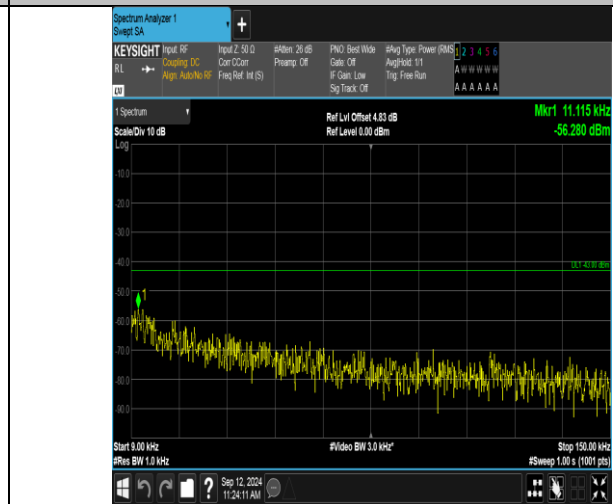 Spectrum Analyzer 1
Swept SA
+
KEYSIGHT
RL
Input: RF
Coupling: DC
Align: Auto/No RF
Input Z: 50 Ω
Corr CCorr
Freq Ref: Int (S)
#Atten: 26 dB
Preamp: Off
PNO: Best Wide
Gate: Off
IF Gain: Low
Sig Track: Off
#Avg Type: Power (RMS
Avg|Hold: 1/1
Trig: Free Run
1 2 3 4 5 6
A W W W W W
A A A A A A
1 Spectrum
Scale/Div 10 dB
Log
Ref Lvl Offset 4.83 dB
Ref Level 0.00 dBm
Mkr1 11.115 kHz
-56.280 dBm
-10.0
-20.0
-30.0
-40.0
DL1 -43.00 dBm
-50.0
1
-60.0
-70.0
-80.0
-90.0
Start 9.00 kHz
#Res BW 1.0 kHz
#Video BW 3.0 kHz*
Stop 150.00 kHz
#Sweep 1.00 s (1001 pts)
?
Sep 12, 2024
11:24:11 AM